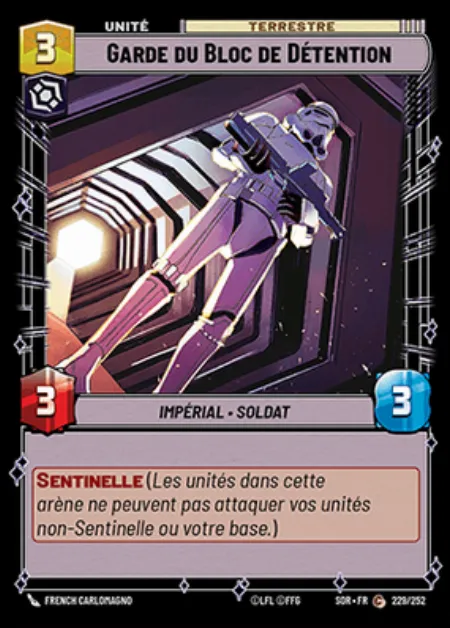 UNITÉ
TERRESTRE
3
GARDE DU BLOC DE DÉTENTION
3
IMPÉRIAL • SOLDAT
3
SENTINELLE (Les unités dans cette
arène ne peuvent pas attaquer vos unités
non-Sentinelle ou votre base.)
FRENCH CARLOMAGNO
©LFL ©FFG
SOR • FR
C
229/252